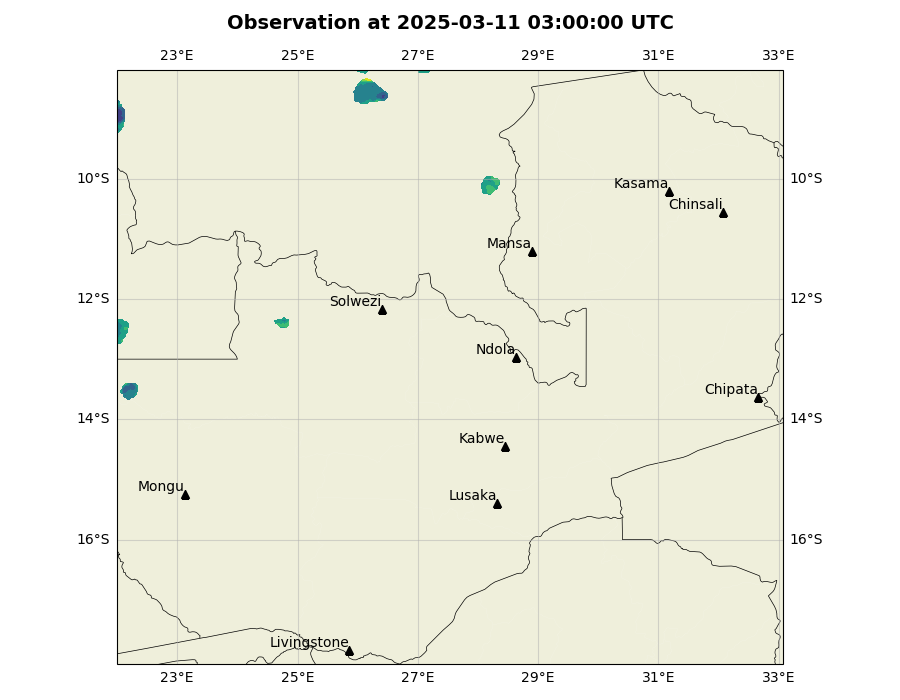 Observation at 2025-03-11 03:00:00 UTC
23°E 25°E 27°E 29°E 31°E 33°E
10°S 10°S
Kasama
Chinsali
Mansa
12°S 12°S
Solwezi
Ndola
Chipata
14°S 14°S
Kabwe
Mongu
Lusaka
16°S 16°S
Livingstone
23°E 25°E 27°E 29°E 31°E 33°E